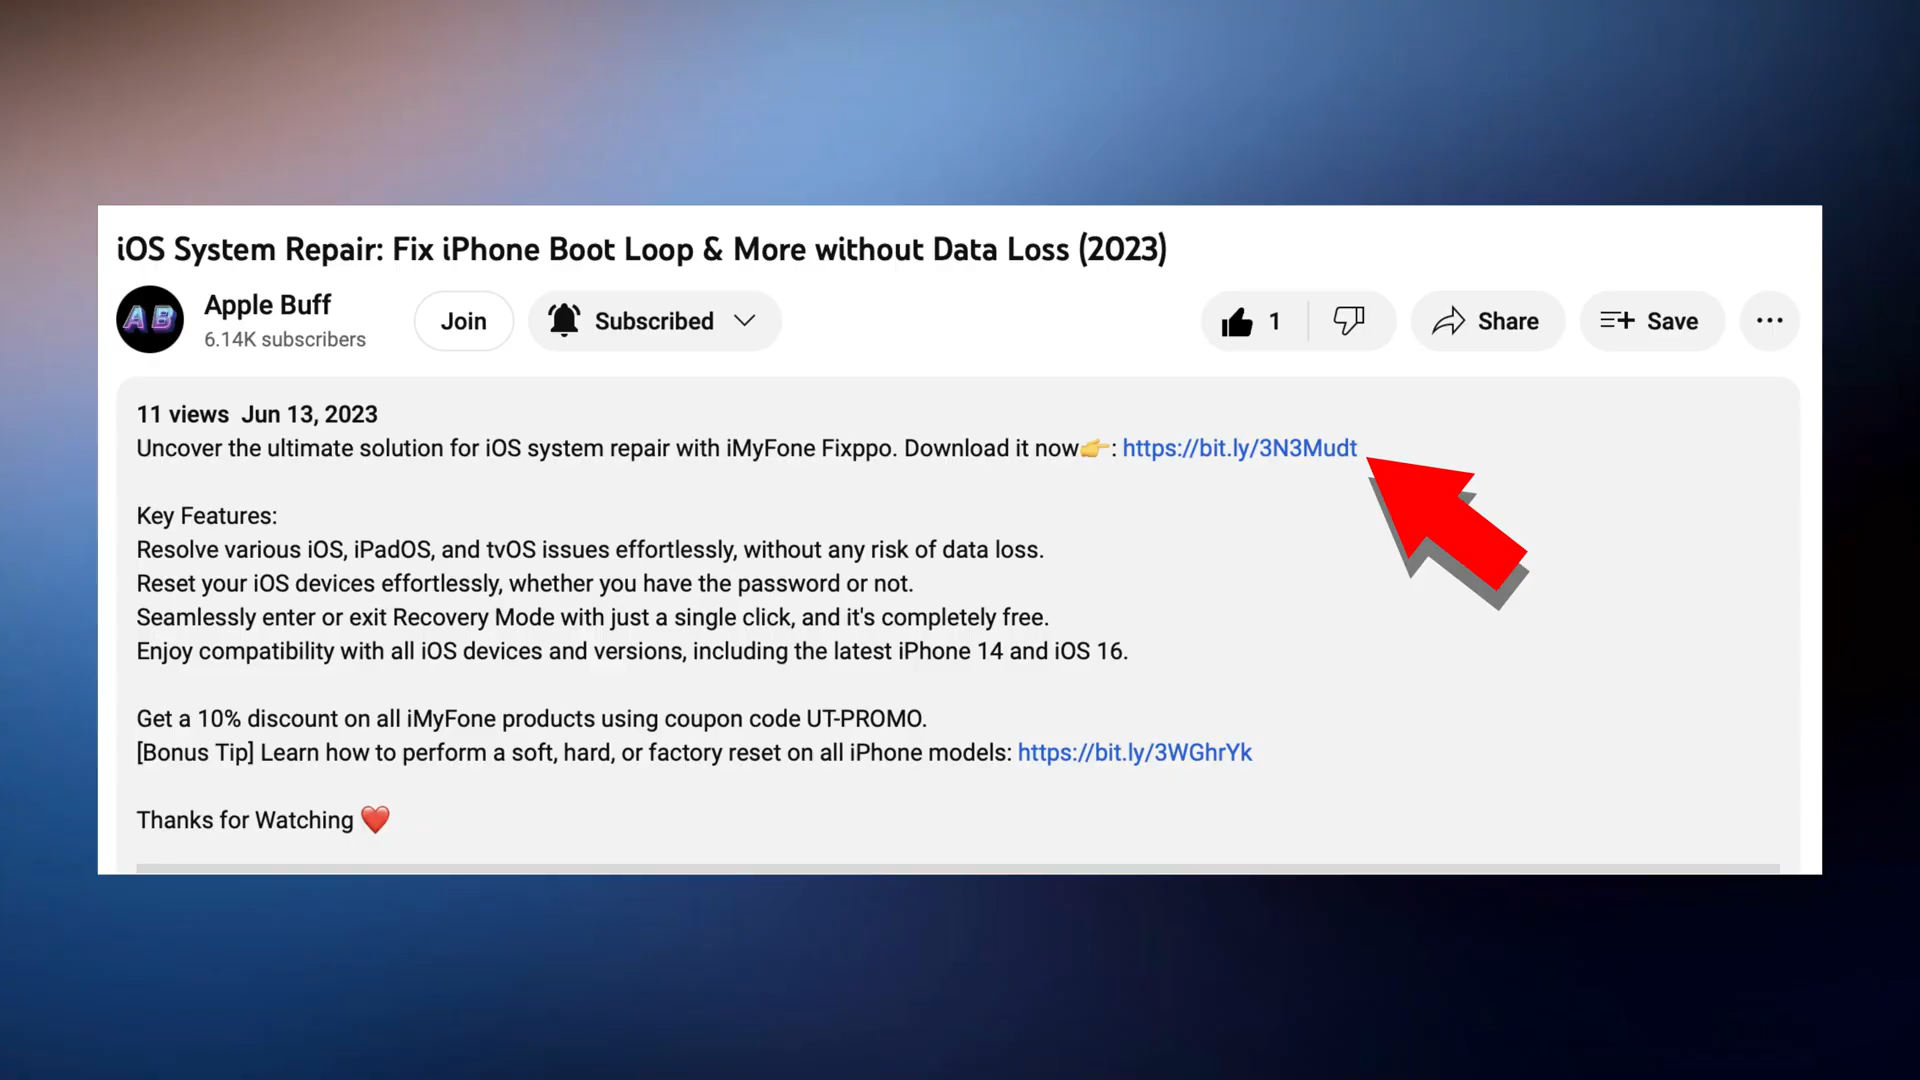 iOS System Repair: Fix iPhone Boot Loop & More without Data Loss (2023)
AB
Apple Buff
6.14K subscribers
Join
Subscribed
1
Share
Save
11 views Jun 13, 2023
Uncover the ultimate solution for iOS system repair with iMyFone Fixppo. Download it now👉: https://bit.ly/3N3Mudt
Key Features:
Resolve various iOS, iPadOS, and tvOS issues effortlessly, without any risk of data loss.
Reset your iOS devices effortlessly, whether you have the password or not.
Seamlessly enter or exit Recovery Mode with just a single click, and it's completely free.
Enjoy compatibility with all iOS devices and versions, including the latest iPhone 14 and iOS 16.
Get a 10% discount on all iMyFone products using coupon code UT-PROMO.
[Bonus Tip] Learn how to perform a soft, hard, or factory reset on all iPhone models: https://bit.ly/3WGhrYk
Thanks for Watching ❤️